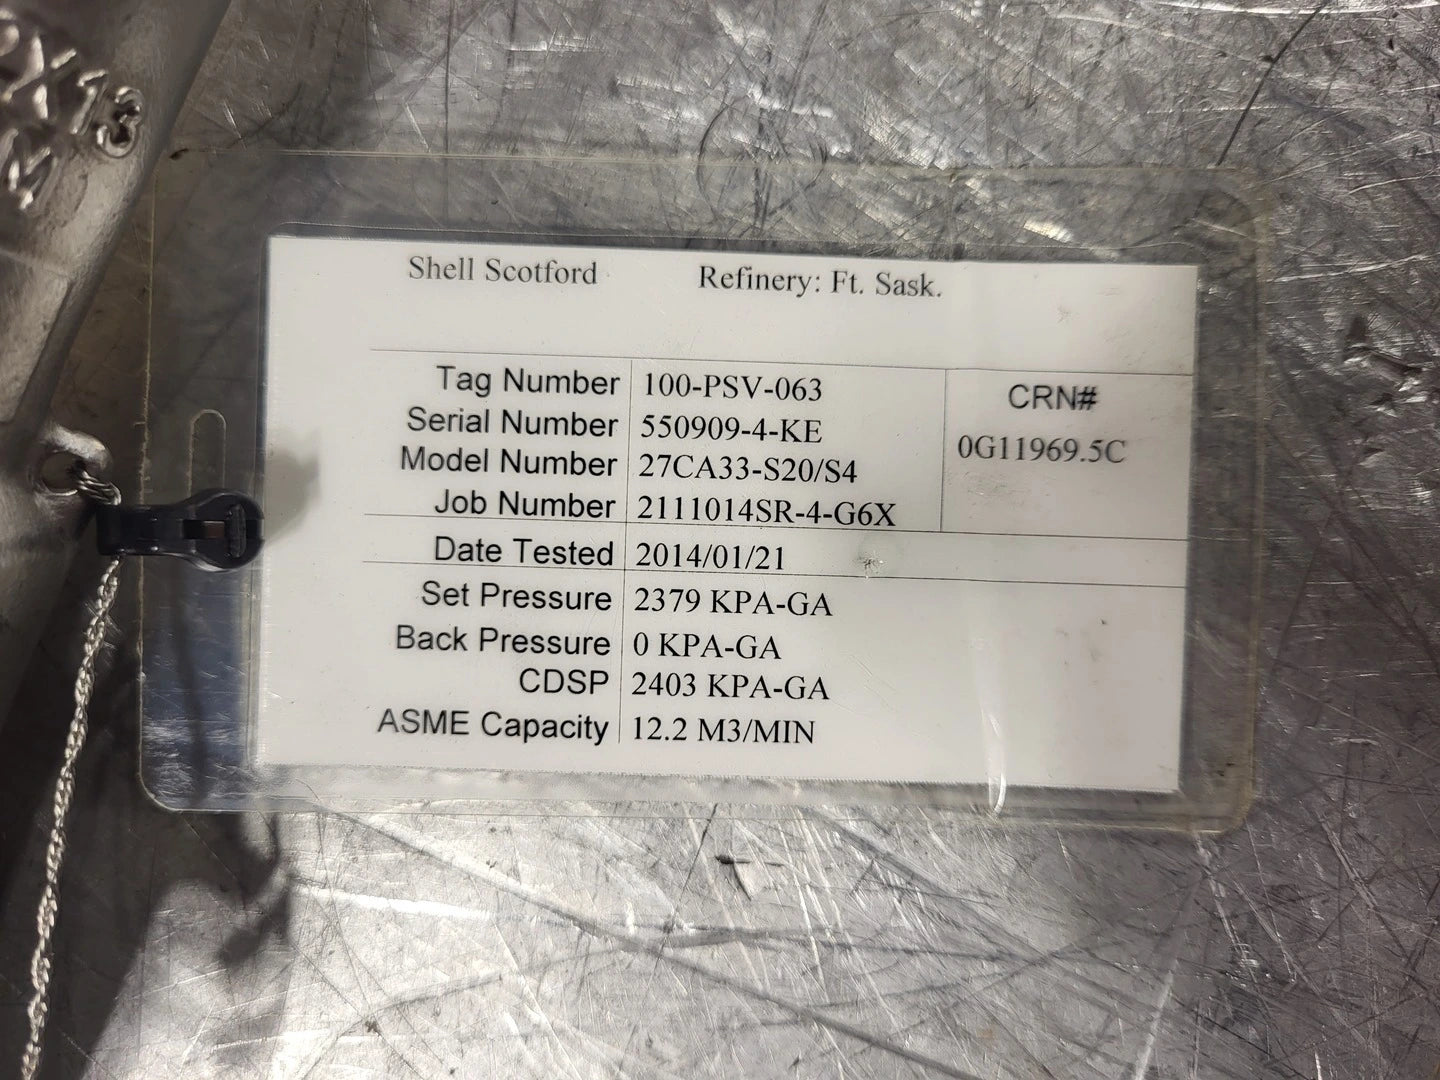 Shell Scotford Refinery: Ft. Sask.
Tag Number 100-PSV-063
CRN#
Serial Number 550909-4-KE
0G11969.5C
Model Number 27CA33-S20/S4
Job Number 2111014SR-4-G6X
Date Tested 2014/01/21
Set Pressure 2379 KPA-GA
Back Pressure 0 KPA-GA
CDSP 2403 KPA-GA
ASME Capacity 12.2 M3/MIN